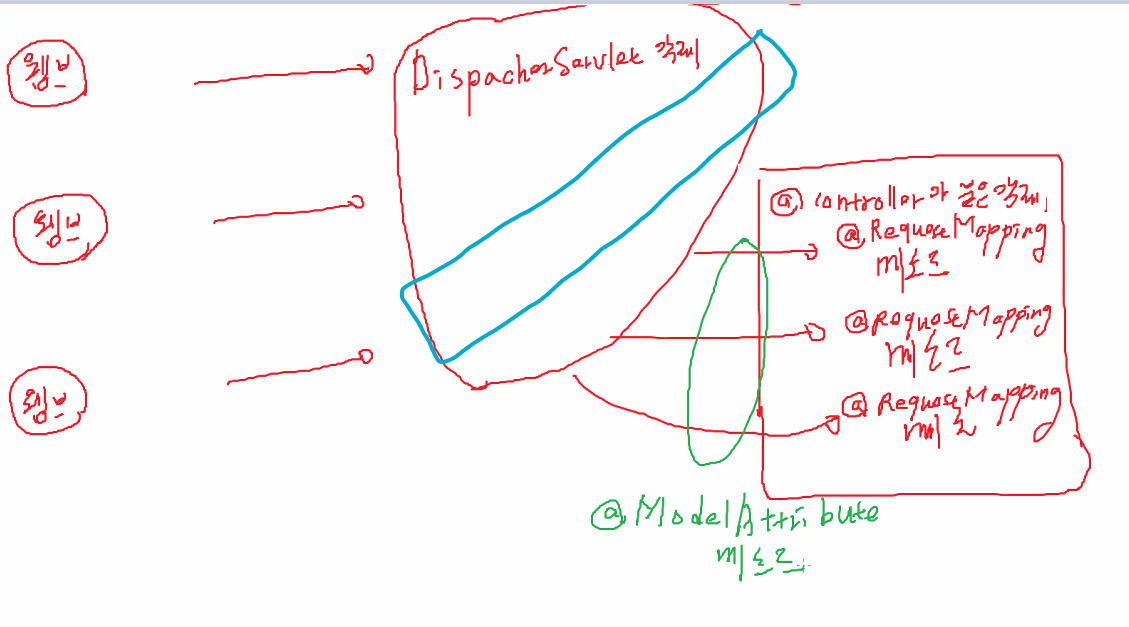 웹브
DispacherServlet 객체
웹브
웹브
@Controller가 붙은 객체
@RequestMapping
메소드
@RequestMapping
메소드
@RequestMapping
메소드
@ModelAttribute
메소드